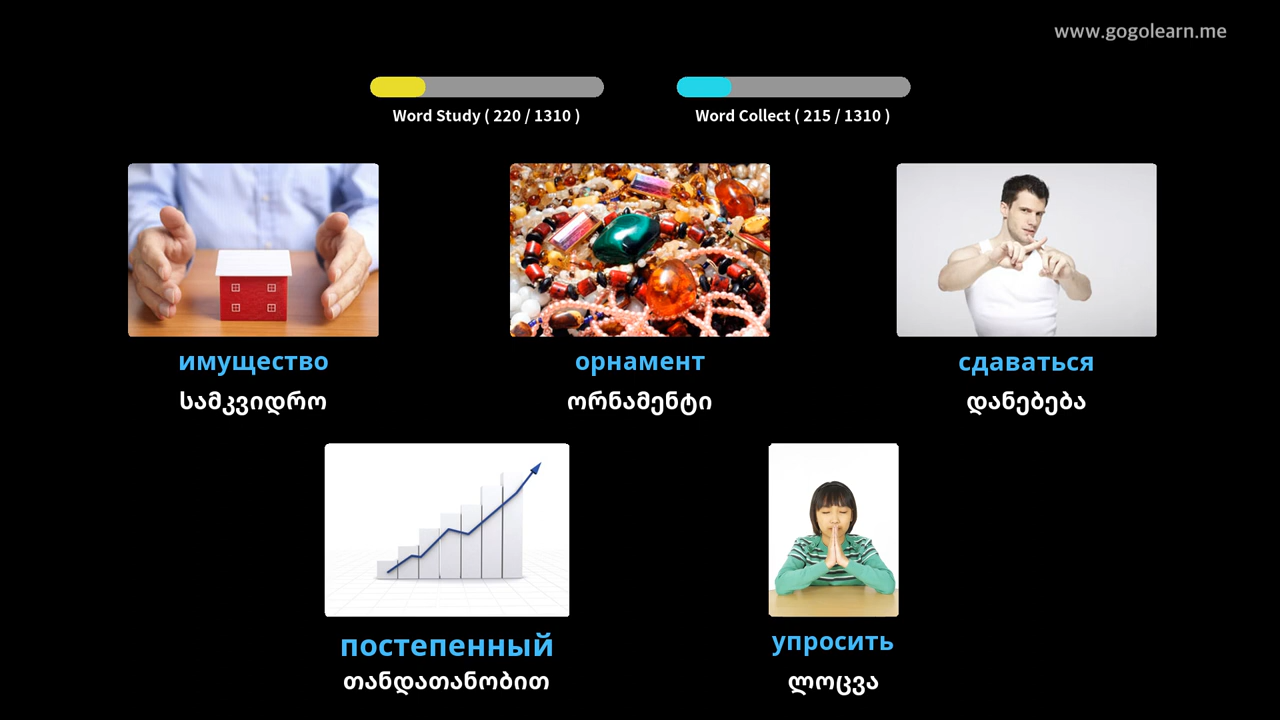 www.gogolearn.me
Word Study ( 220 / 1310 )
Word Collect ( 215 / 1310 )
имущество
სამკვიდრო
орнамент
ორნამენტი
сдаваться
დანებება
постепенный
თანდათანობით
упросить
ლოცვა